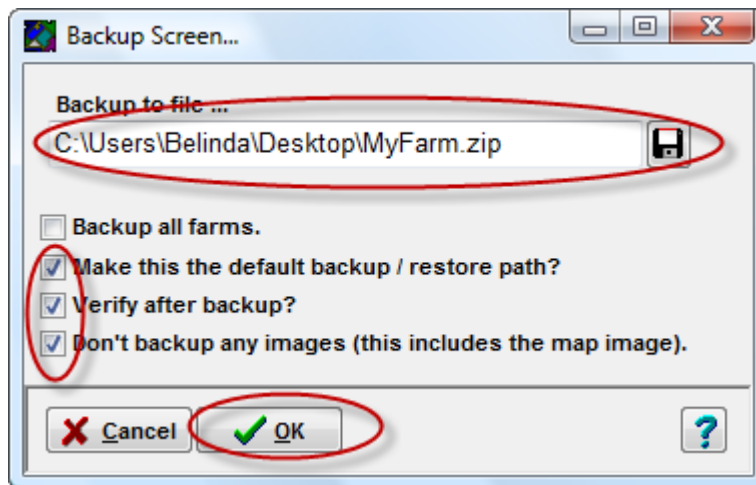 Backup Screen...
Backup to file ...
C:\Users\Belinda\Desktop\MyFarm.zip
Backup all farms.
Make this the default backup / restore path?
Verify after backup?
Don't backup any images (this includes the map image).
Cancel OK ?